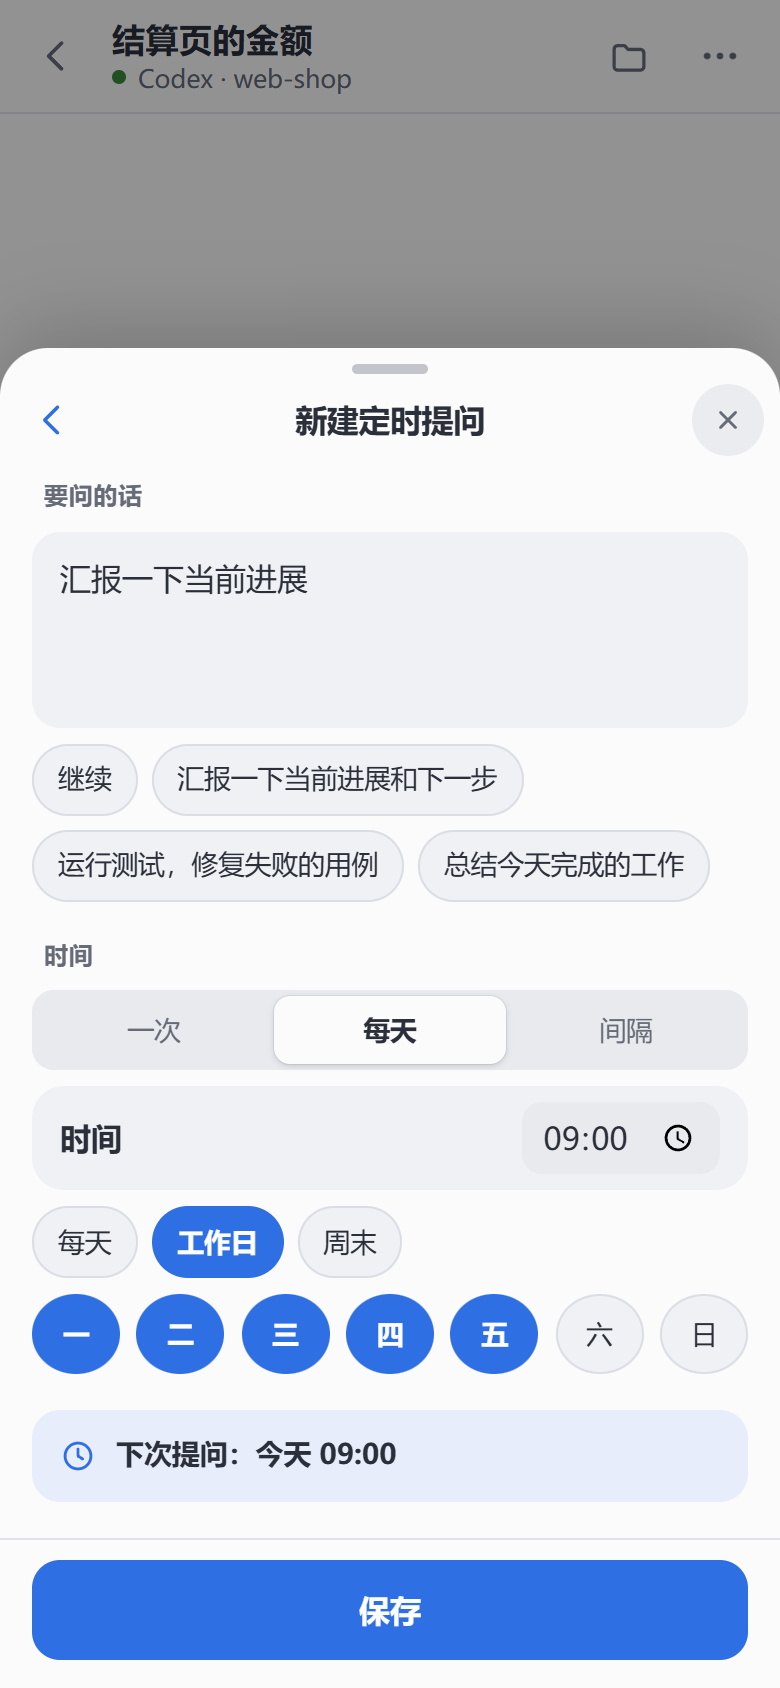 结算页的金额
Codex · web-shop
新建定时提问
要问的话
汇报一下当前进展
继续
汇报一下当前进展和下一步
运行测试，修复失败的用例
总结今天完成的工作
时间
一次
每天
间隔
时间
09:00
每天
工作日
周末
一
二
三
四
五
六
日
下次提问：今天 09:00
保存